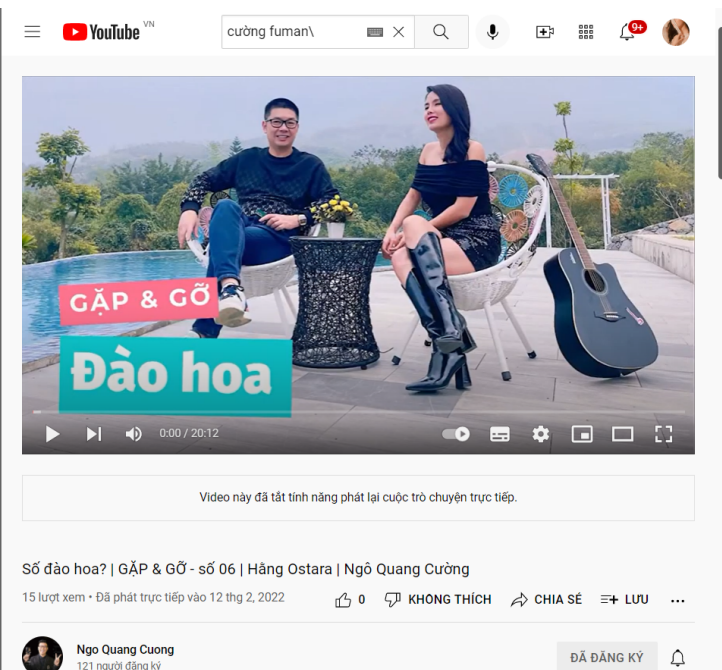 YouTube VN
cường fuman\
9+
GẶP & GỠ
Đào hoa
0:00 / 20:12
Video này đã tắt tính năng phát lại cuộc trò chuyện trực tiếp.
Số đào hoa? | GẶP & GỠ - số 06 | Hằng Ostara | Ngô Quang Cường
15 lượt xem • Đã phát trực tiếp vào 12 thg 2, 2022
0 KHÔNG THÍCH CHIA SẺ LƯU
Ngo Quang Cuong
121 người đăng ký
ĐÃ ĐĂNG KÝ